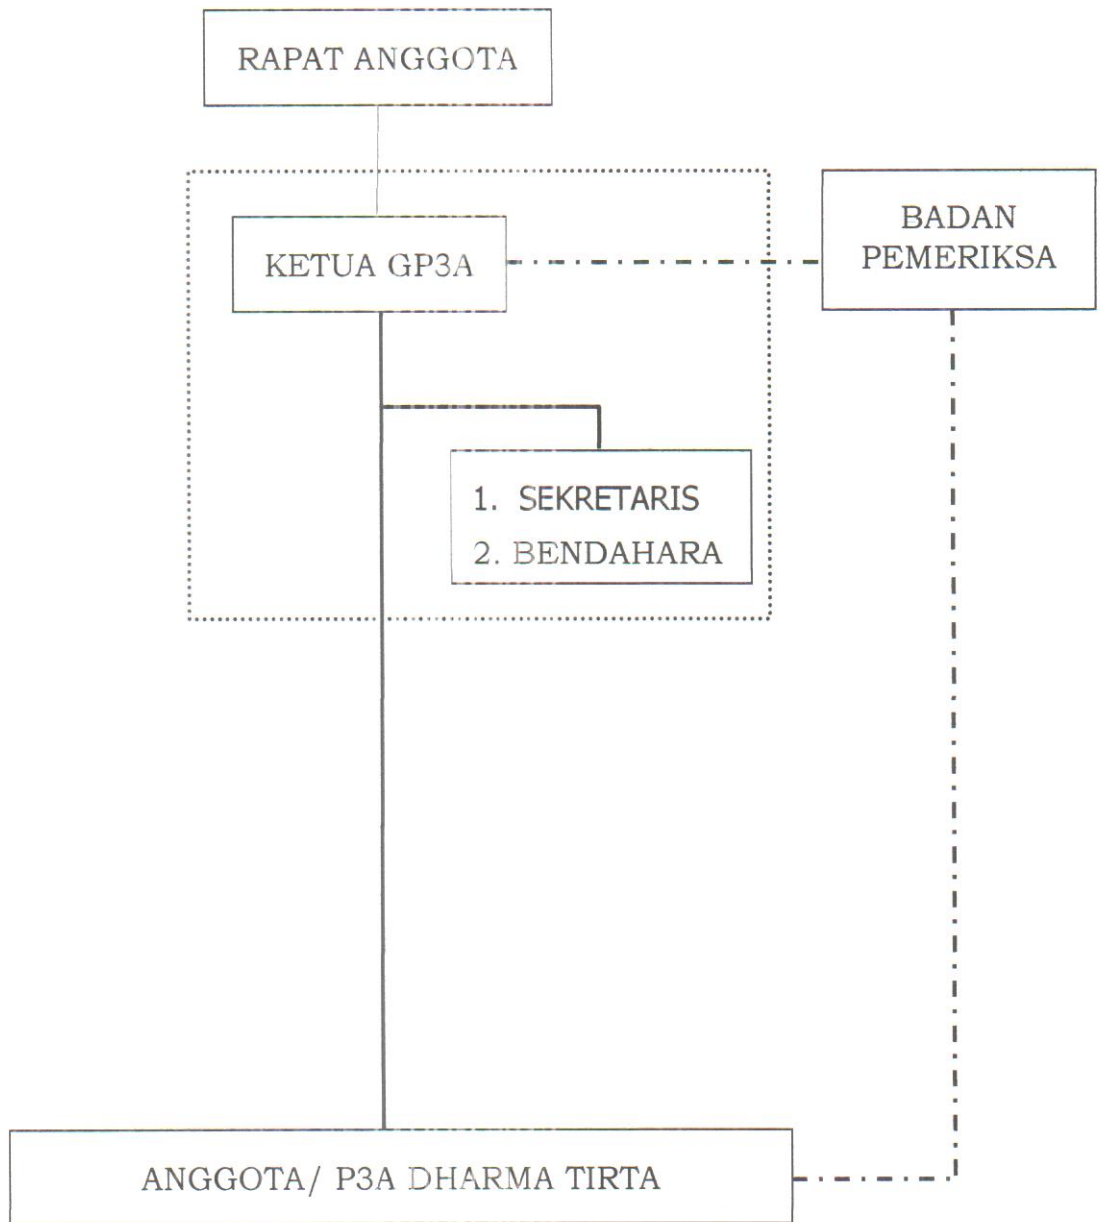 RAPAT ANGGOTA
KETUA GP3A
BADAN
PEMERIKSA
1. SEKRETARIS
2. BENDAHARA
ANGGOTA/ P3A DHARMA TIRTA